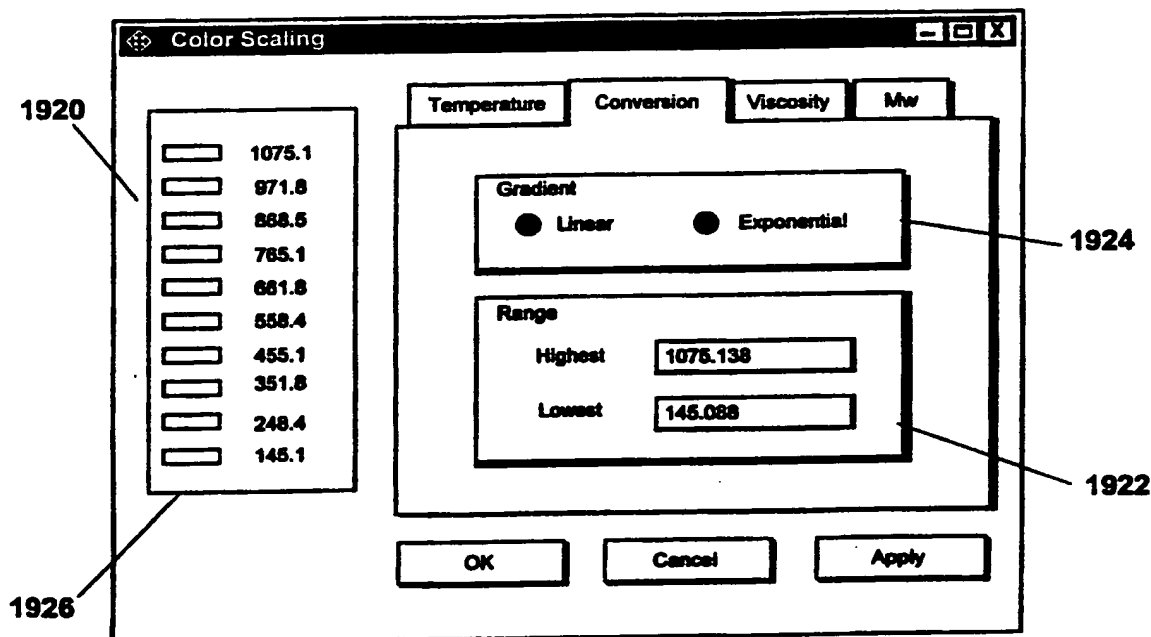 Color Scaling
1920
1075.1
971.8
868.5
765.1
661.8
558.4
455.1
351.8
248.4
145.1
1926
Temperature Conversion Viscosity Mw
Gradient
Linear Exponential
1924
Range
Highest 1075.138
Lowest 145.088
1922
OK Cancel Apply